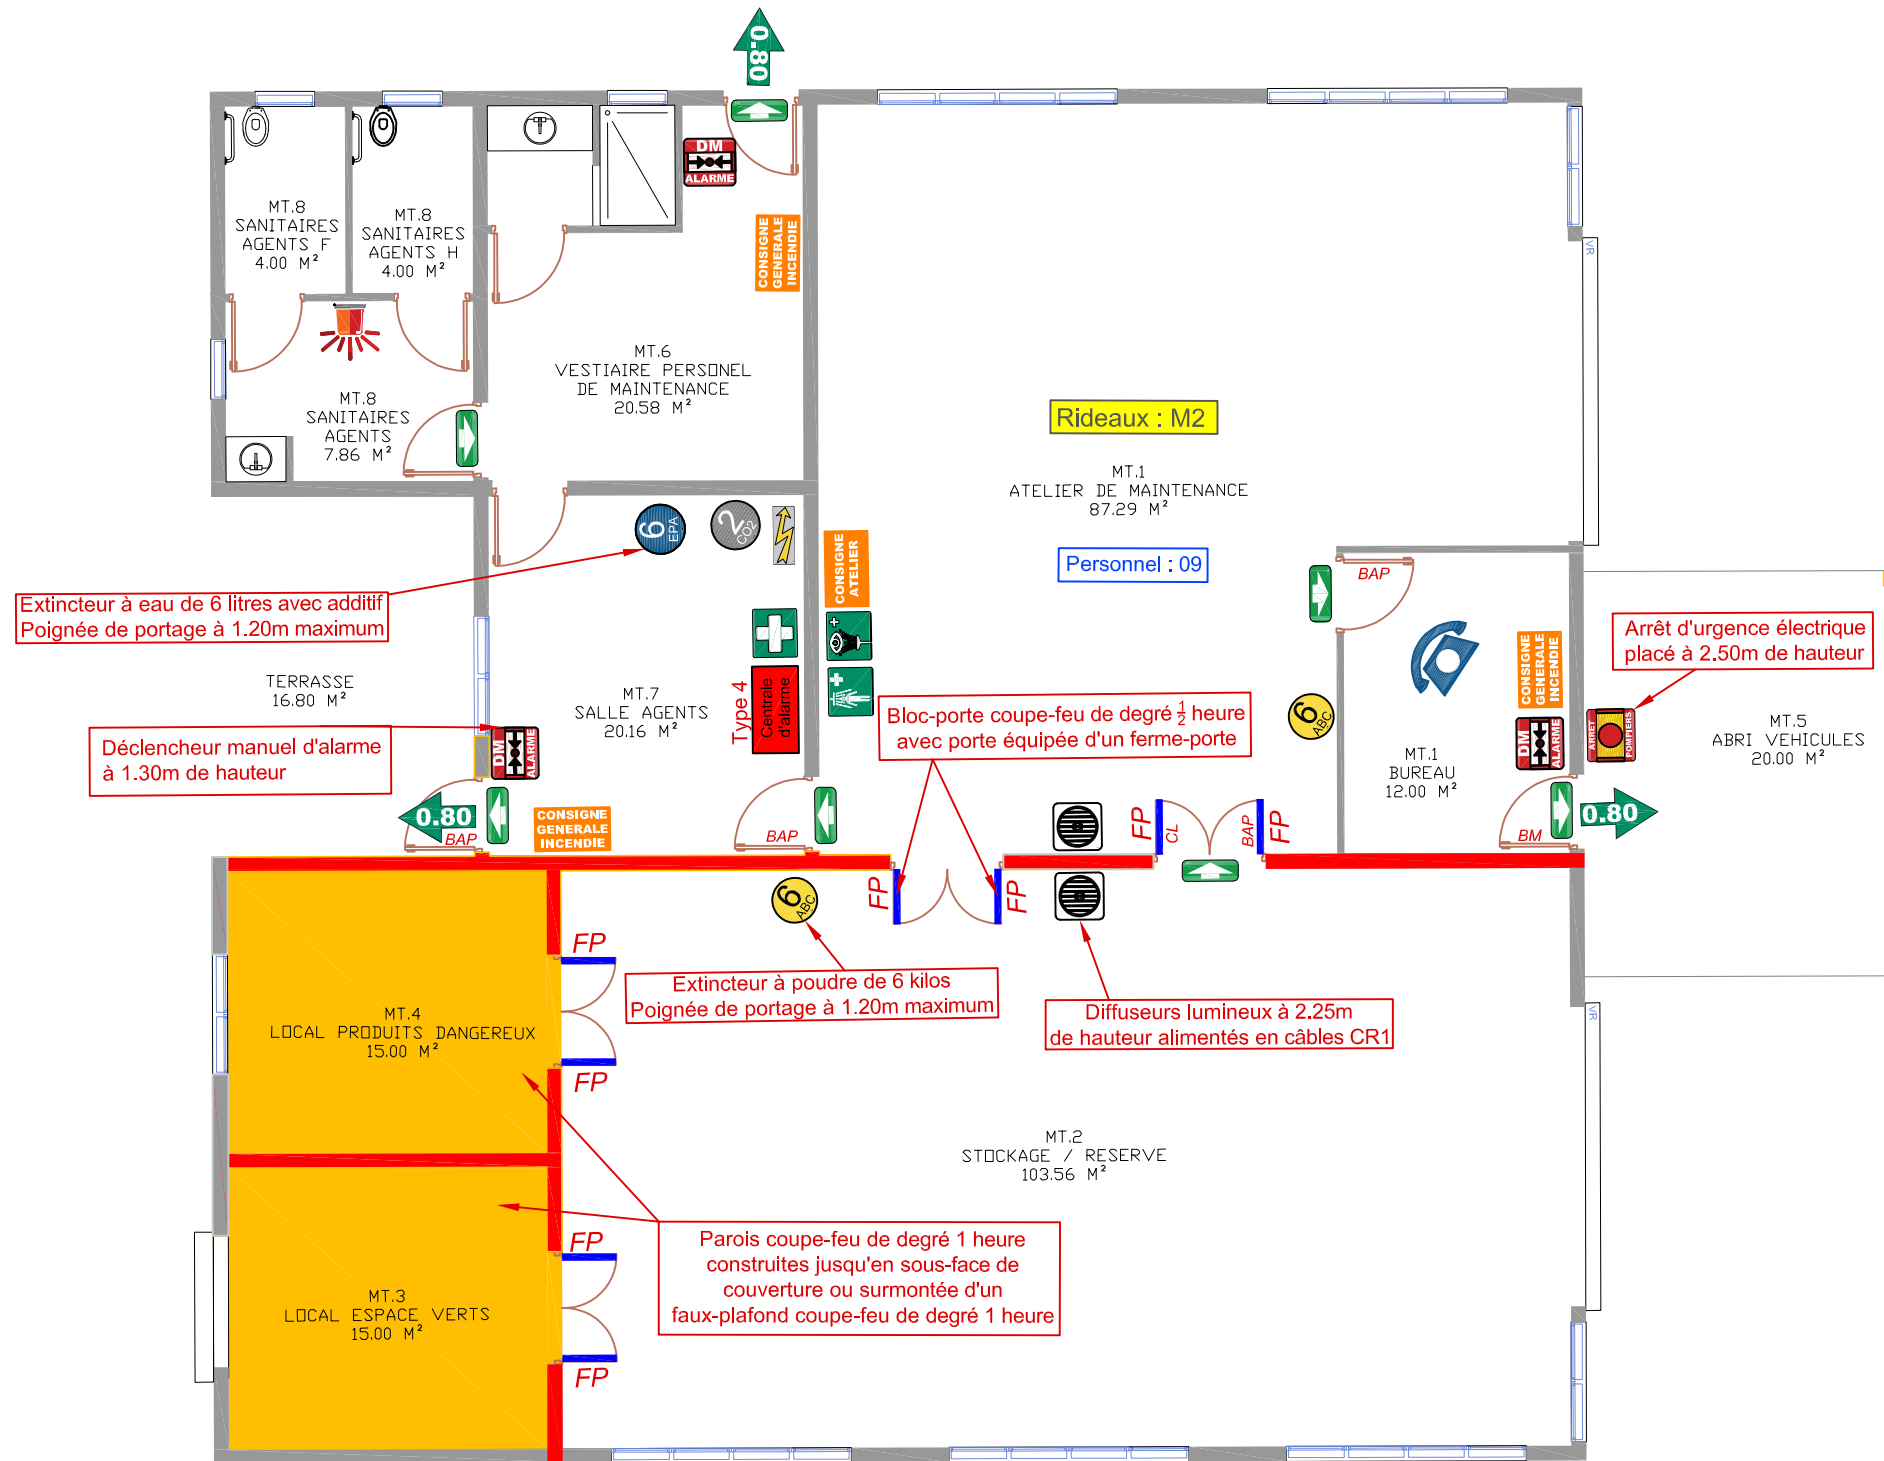 0.80
DM
ALARME
MT.8
SANITAIRES
AGENTS F
4.00 M²
MT.8
SANITAIRES
AGENTS H
4.00 M²
CONSIGNE
GENERALE
INCENDIE
VR
MT.6
VESTIAIRE PERSONEL
DE MAINTENANCE
20.58 M²
MT.8
SANITAIRES
AGENTS
7.86 M²
Rideaux : M2
MT.1
ATELIER DE MAINTENANCE
87.29 M²
Personnel : 09
6
EPA
2
CO2
CONSIGNE
ATELIER
BAP
Extincteur à eau de 6 litres avec additif
Poignée de portage à 1.20m maximum
Arrêt d'urgence électrique
placé à 2.50m de hauteur
TERRASSE
16.80 M²
MT.7
SALLE AGENTS
20.16 M²
Type 4
Centrale
d'alarme
CONSIGNE
GENERALE
INCENDIE
6
ABC
Bloc-porte coupe-feu de degré ½ heure
avec porte équipée d'un ferme-porte
Déclencheur manuel d'alarme
à 1.30m de hauteur
DM
ALARME
MT.1
BUREAU
12.00 M²
DM
ALARME
ARRET
POMPIERS
MT.5
ABRI VEHICULES
20.00 M²
0.80
BAP
CONSIGNE
GENERALE
INCENDIE
BAP
FP
CL
BAP
FP
BM
0.80
6
ABC
FP
FP
FP
Extincteur à poudre de 6 kilos
Poignée de portage à 1.20m maximum
Diffuseurs lumineux à 2.25m
de hauteur alimentés en câbles CR1
VR
MT.4
LOCAL PRODUITS DANGEREUX
15.00 M²
FP
MT.2
STOCKAGE / RESERVE
103.56 M²
FP
Parois coupe-feu de degré 1 heure
construites jusqu'en sous-face de
couverture ou surmontée d'un
faux-plafond coupe-feu de degré 1 heure
MT.3
LOCAL ESPACE VERTS
15.00 M²
FP